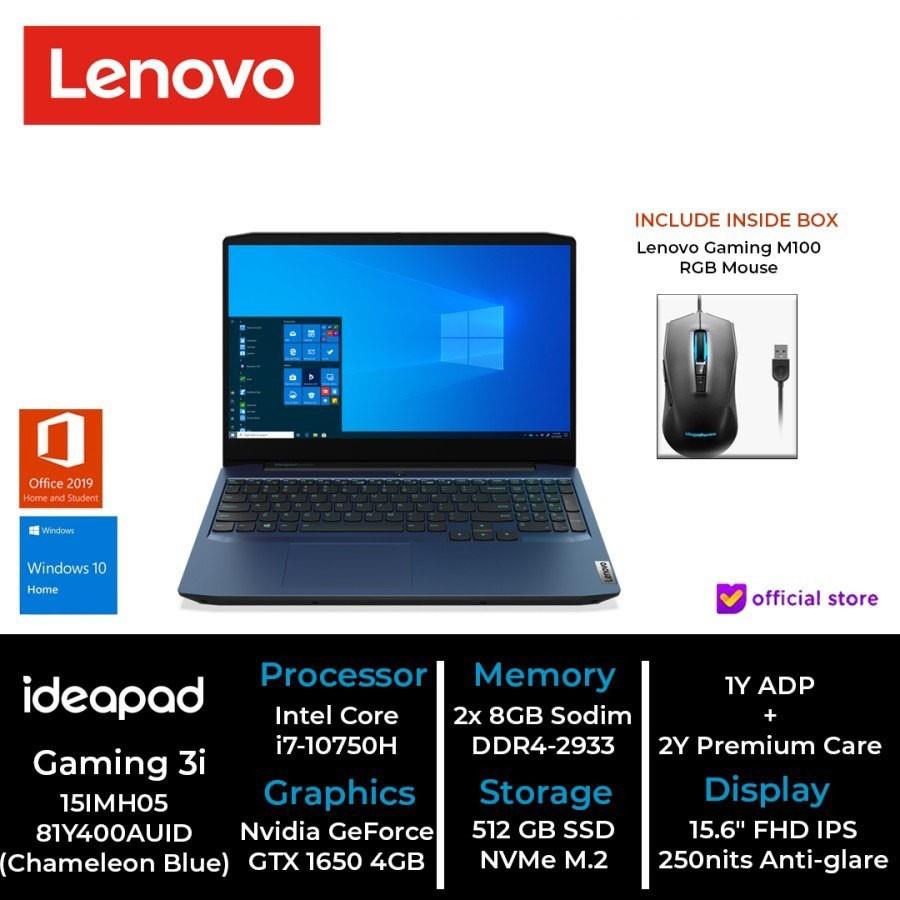 Lenovo
INCLUDE INSIDE BOX
Lenovo Gaming M100
RGB Mouse
Office 2019
Home and Student
Windows
Windows 10
Home
Lenovo
official store
ideapad
Gaming 3i
15IMH05
81Y400AUID
(Chameleon Blue)
Processor
Intel Core
i7-10750H
Graphics
Nvidia GeForce
GTX 1650 4GB
Memory
2x 8GB Sodim
DDR4-2933
Storage
512 GB SSD
NVMe M.2
1Y ADP
+
2Y Premium Care
Display
15.6" FHD IPS
250nits Anti-glare